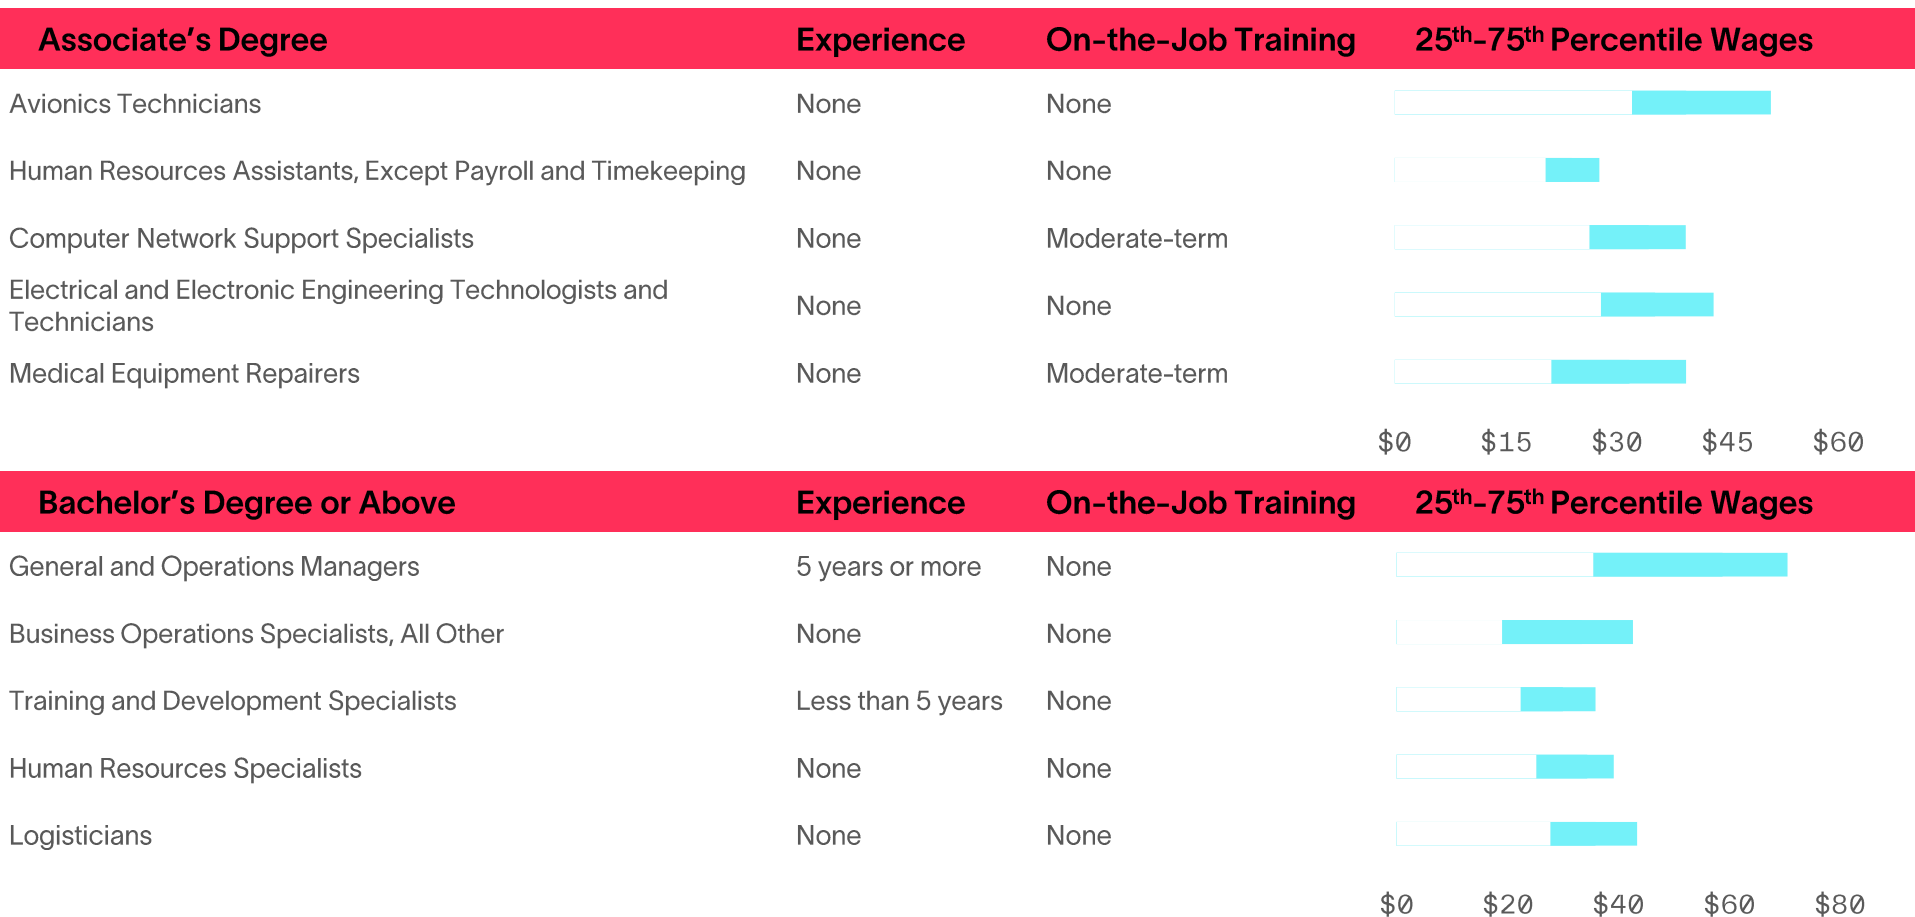 Associate's Degree Experience On-the-Job Training 25th-75th Percentile Wages
Avionics Technicians None None
Human Resources Assistants, Except Payroll and Timekeeping None None
Computer Network Support Specialists None Moderate-term
Electrical and Electronic Engineering Technologists and
Technicians None None
Medical Equipment Repairers None Moderate-term
$0 $15 $30 $45 $60
Bachelor's Degree or Above Experience On-the-Job Training 25th-75th Percentile Wages
General and Operations Managers 5 years or more None
Business Operations Specialists, All Other None None
Training and Development Specialists Less than 5 years None
Human Resources Specialists None None
Logisticians None None
$0 $20 $40 $60 $80